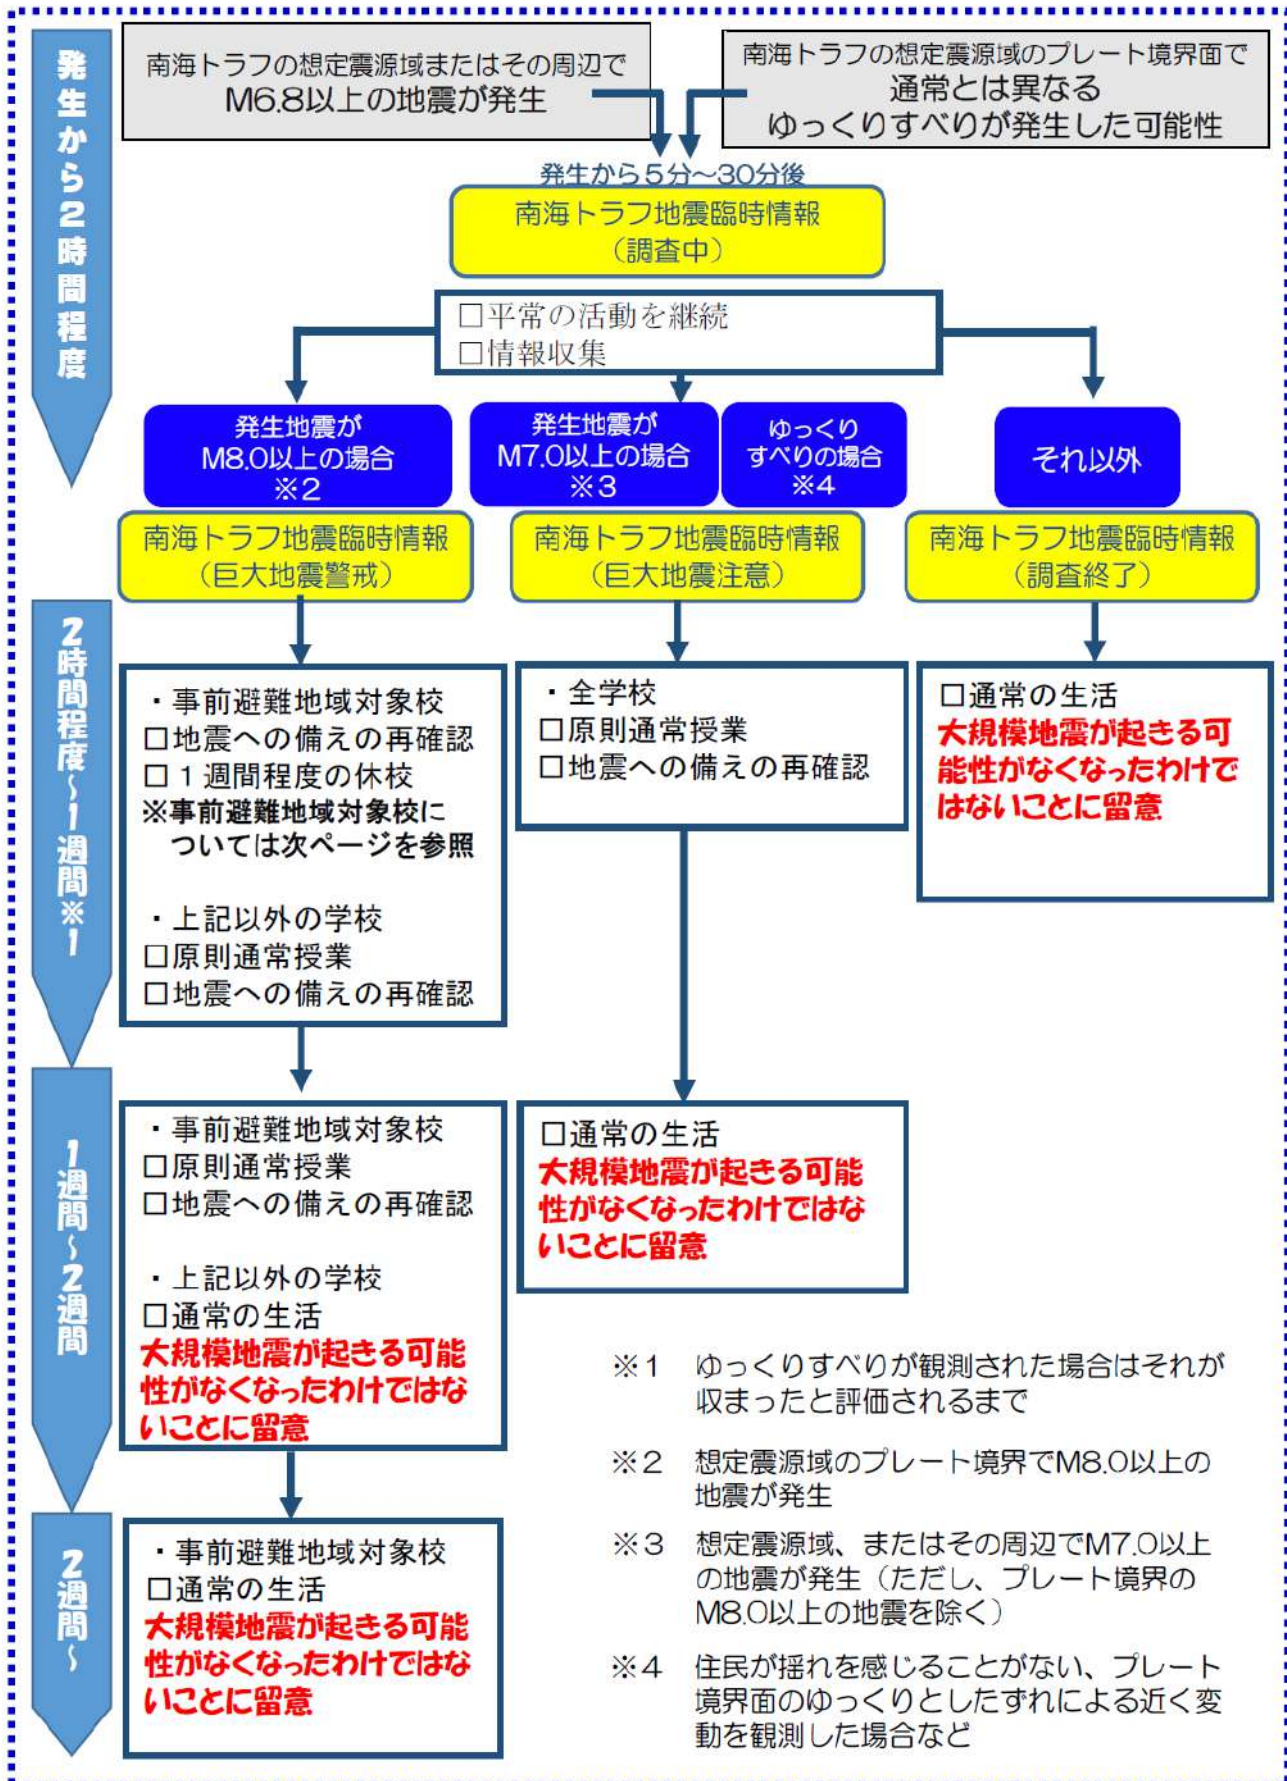 発生から2時間程度
南海トラフの想定震源域またはその周辺で
M6.8以上の地震が発生
南海トラフの想定震源域のプレート境界面で
通常とは異なる
ゆっくりすべりが発生した可能性
発生から5分～30分後
南海トラフ地震臨時情報
（調査中）
□平常の活動を継続
□情報収集
発生地震が
M8.0以上の場合
※2
発生地震が
M7.0以上の場合
※3
ゆっくり
すべりの場合
※4
それ以外
南海トラフ地震臨時情報
（巨大地震警戒）
南海トラフ地震臨時情報
（巨大地震注意）
南海トラフ地震臨時情報
（調査終了）
2時間程度～1週間※1
・事前避難地域対象校
□地震への備えの再確認
□１週間程度の休校
※事前避難地域対象校に
ついては次ページを参照
・上記以外の学校
□原則通常授業
□地震への備えの再確認
・全学校
□原則通常授業
□地震への備えの再確認
□通常の生活
大規模地震が起きる可
能性がなくなったわけで
はないことに留意
1週間～2週間
・事前避難地域対象校
□原則通常授業
□地震への備えの再確認
・上記以外の学校
□通常の生活
大規模地震が起きる可能
性がなくなったわけではな
いことに留意
□通常の生活
大規模地震が起きる可能
性がなくなったわけではな
いことに留意
2週間～
・事前避難地域対象校
□通常の生活
大規模地震が起きる可能
性がなくなったわけではな
いことに留意
※1 ゆっくりすべりが観測された場合はそれが
収まったと評価されるまで
※2 想定震源域のプレート境界でM8.0以上の
地震が発生
※3 想定震源域、またはその周辺でM7.0以上
の地震が発生（ただし、プレート境界の
M8.0以上の地震を除く）
※4 住民が揺れを感じることがない、プレート
境界面のゆっくりとしたずれによる近く変
動を観測した場合など